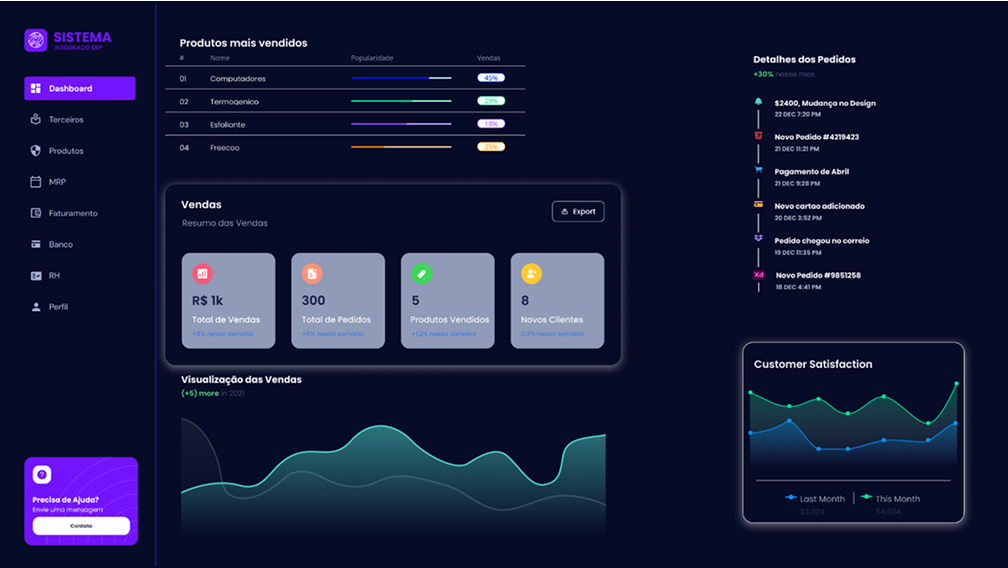 SISTEMA
INTEGRADO ERP
Dashboard
Terceiros
Produtos
MRP
Faturamento
Banco
RH
Perfil
Precisa de Ajuda?
Envie uma mensagem
Contato
Produtos mais vendidos
# Nome Popularidade Vendas
01 Computadores 45%
02 Termogenico 29%
03 Esfoliante 18%
04 Freecoo 25%
Vendas
Resumo das Vendas
Export
R$ 1k
Total de Vendas
+8% nessa semana
300
Total de Pedidos
+5% nessa semana
5
Produtos Vendidos
+1,2% nessa semana
8
Novos Clientes
0,5% nessa semana
Visualização das Vendas
(+5) more in 2021
Detalhes dos Pedidos
+30% nesse mes
$2400, Mudança no Design
22 DEC 7:20 PM
Novo Pedido #4219423
21 DEC 11:21 PM
Pagamento de Abril
21 DEC 9:28 PM
Novo cartao adicionado
20 DEC 3:52 PM
Pedido chegou no correio
19 DEC 11:35 PM
Xd
Novo Pedido #9851258
18 DEC 4:41 PM
Customer Satisfaction
Last Month
$3,004
This Month
$4,504